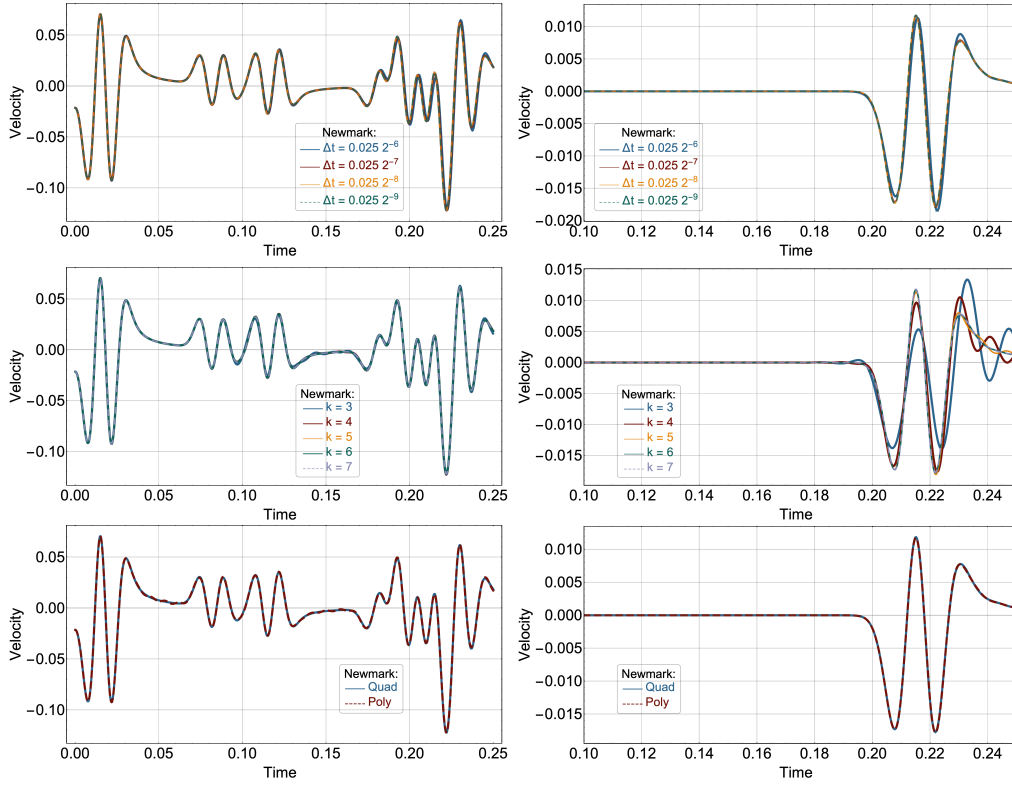 0.05
0.00
−0.05
−0.10
Velocity
0.00
0.05
0.10
0.15
0.20
0.25
Time
Newmark:
Δt = 0.025 2⁻⁶
Δt = 0.025 2⁻⁷
Δt = 0.025 2⁻⁸
Δt = 0.025 2⁻⁹
0.010
0.005
0.000
−0.005
−0.010
−0.015
−0.020
Velocity
0.10
0.12
0.14
0.16
0.18
0.20
0.22
0.24
Time
Newmark:
Δt = 0.025 2⁻⁶
Δt = 0.025 2⁻⁷
Δt = 0.025 2⁻⁸
Δt = 0.025 2⁻⁹
0.05
0.00
−0.05
−0.10
Velocity
0.00
0.05
0.10
0.15
0.20
0.25
Time
Newmark:
k = 3
k = 4
k = 5
k = 6
k = 7
0.015
0.010
0.005
0.000
−0.005
−0.010
−0.015
Velocity
0.10
0.12
0.14
0.16
0.18
0.20
0.22
0.24
Time
Newmark:
k = 3
k = 4
k = 5
k = 6
k = 7
0.05
0.00
−0.05
−0.10
Velocity
0.00
0.05
0.10
0.15
0.20
0.25
Time
Newmark:
Quad
Poly
0.010
0.005
0.000
−0.005
−0.010
−0.015
Velocity
0.10
0.12
0.14
0.16
0.18
0.20
0.22
0.24
Time
Newmark:
Quad
Poly